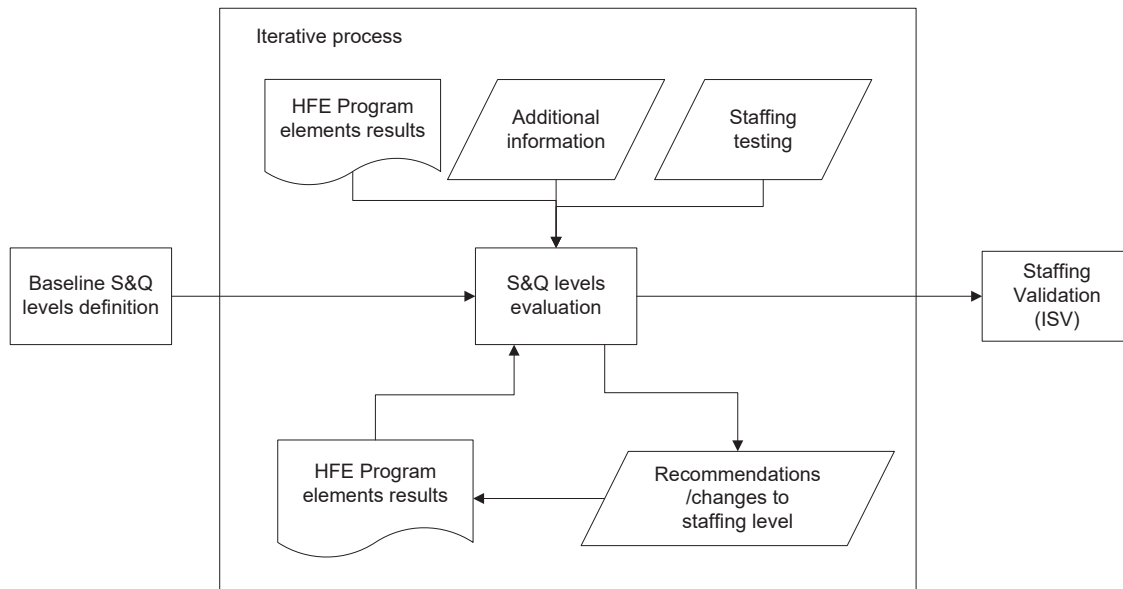 Iterative process
HFE Program
elements results
Additional
information
Staffing
testing
Baseline S&Q
levels definition
S&Q levels
evaluation
Staffing
Validation
(ISV)
HFE Program
elements results
Recommendations
/changes to
staffing level